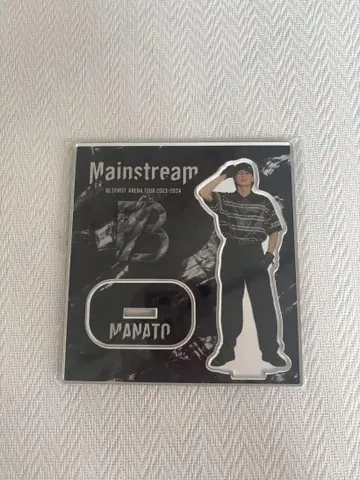 Mainstream
BE:FIRST ARENA TOUR 2023-2024
B
MANATO